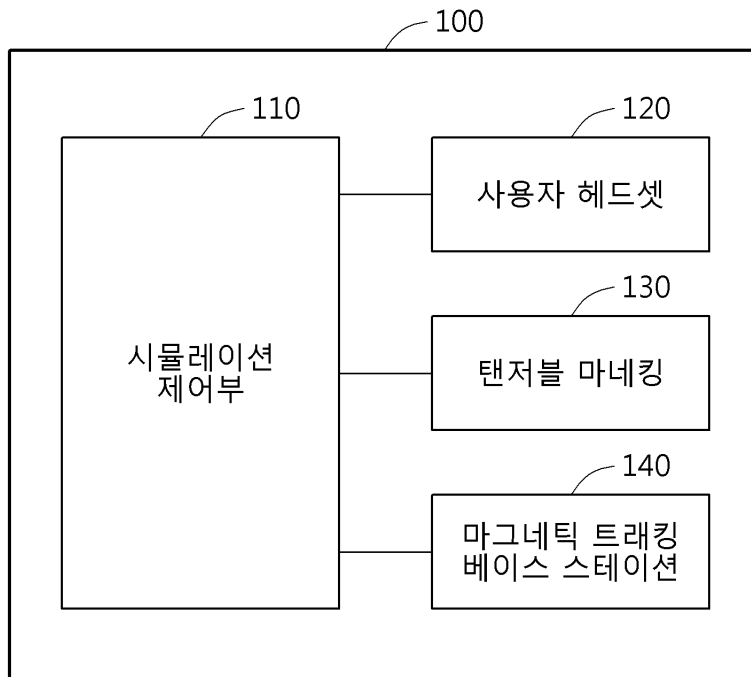 100
110
시뮬레이션
제어부
120
사용자 헤드셋
130
탠저블 마네킹
140
마그네틱 트래킹
베이스 스테이션